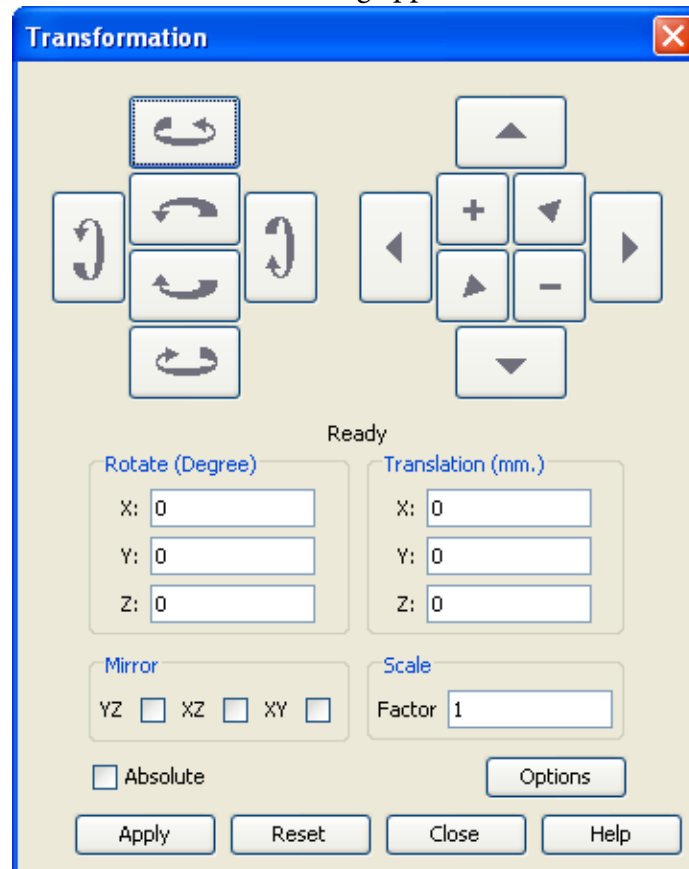 Transformation
Ready
Rotate (Degree)
X: 0
Y: 0
Z: 0
Translation (mm.)
X: 0
Y: 0
Z: 0
Mirror
YZ XZ XY
Scale
Factor 1
Absolute
Options
Apply Reset Close Help